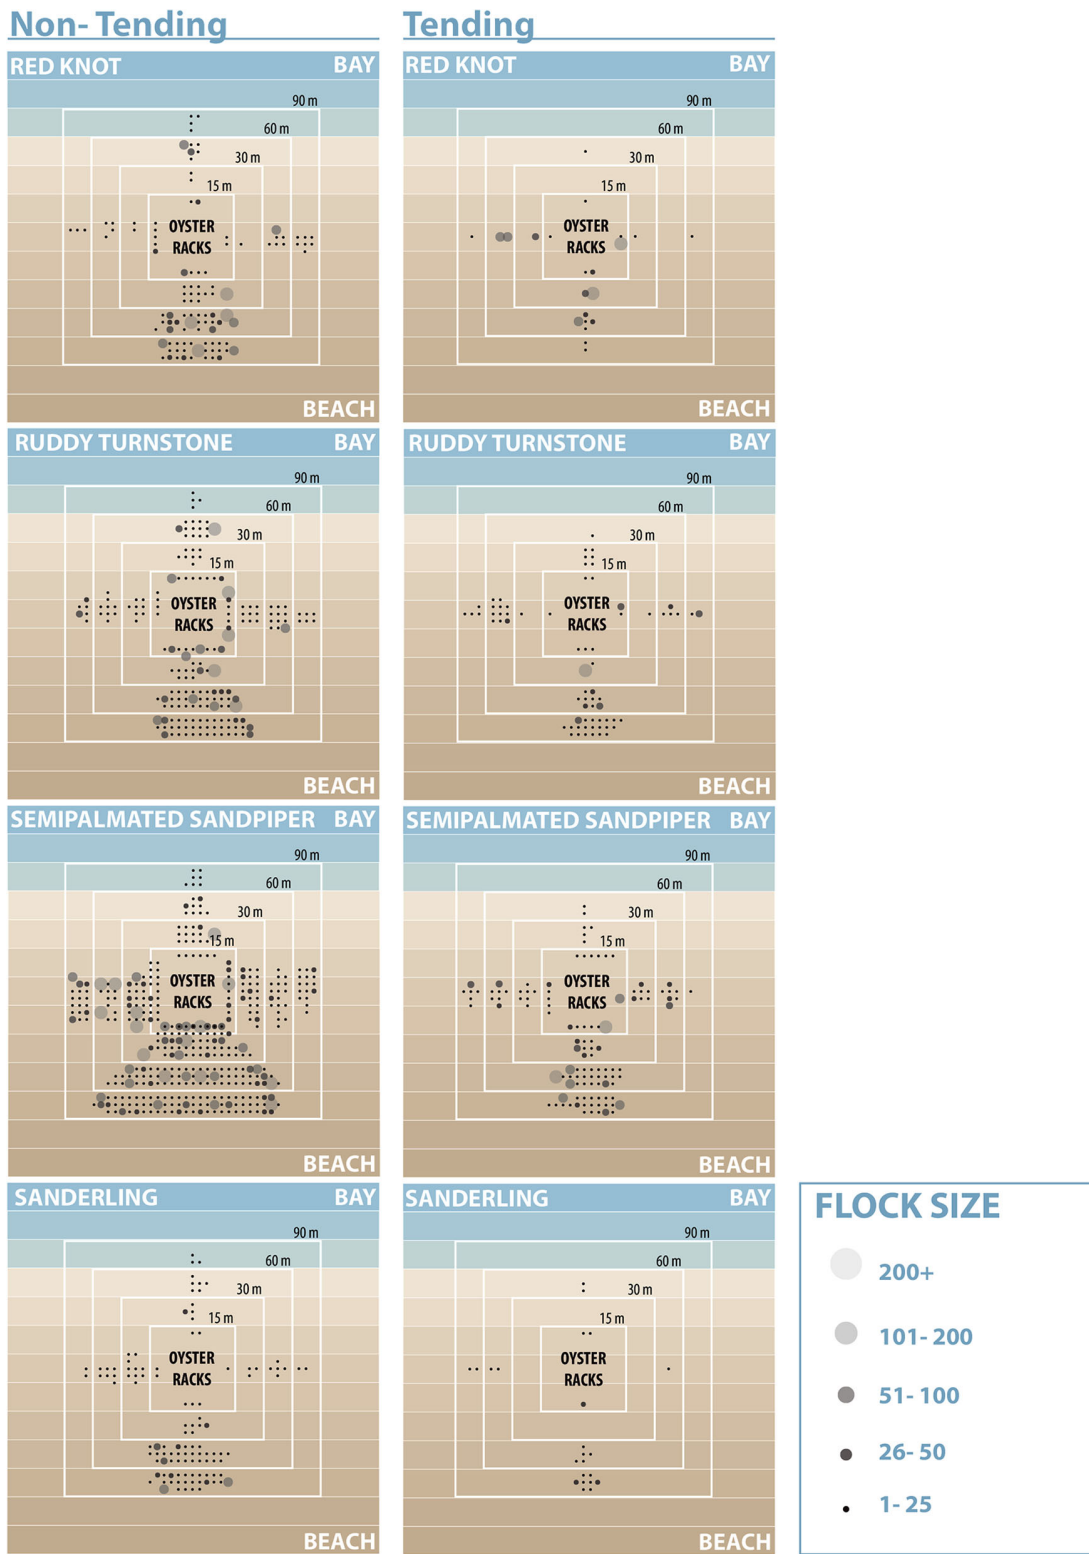 Non- Tending
Tending
RED KNOT BAY
90 m
60 m
30 m
15 m
OYSTER
RACKS
BEACH
RED KNOT BAY
90 m
60 m
30 m
15 m
OYSTER
RACKS
BEACH
RUDDY TURNSTONE BAY
90 m
60 m
30 m
15 m
OYSTER
RACKS
BEACH
RUDDY TURNSTONE BAY
90 m
60 m
30 m
15 m
OYSTER
RACKS
BEACH
SEMIPALMATED SANDPIPER BAY
90 m
60 m
30 m
15 m
OYSTER
RACKS
BEACH
SEMIPALMATED SANDPIPER BAY
90 m
60 m
30 m
15 m
OYSTER
RACKS
BEACH
SANDERLING BAY
90 m
60 m
30 m
15 m
OYSTER
RACKS
BEACH
SANDERLING BAY
90 m
60 m
30 m
15 m
OYSTER
RACKS
BEACH
FLOCK SIZE
200+
101- 200
51- 100
26- 50
1- 25